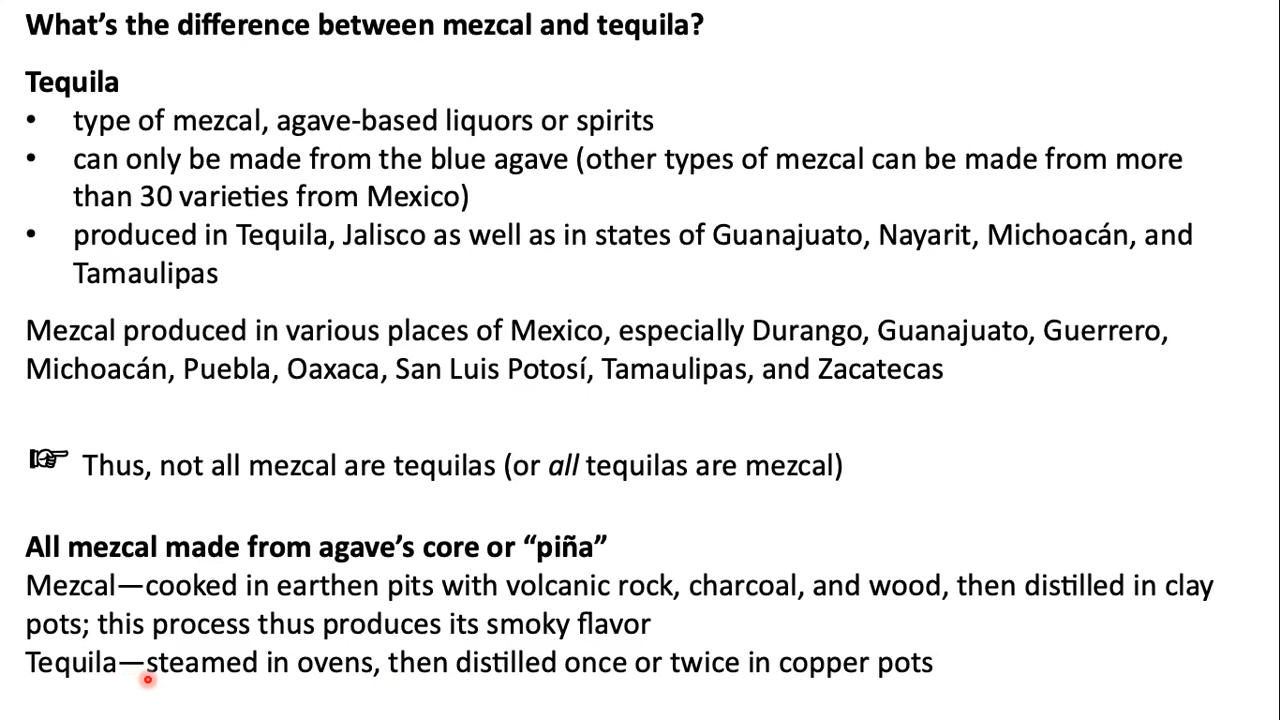 What’s the difference between mezcal and tequila?
Tequila
• type of mezcal, agave-based liquors or spirits
• can only be made from the blue agave (other types of mezcal can be made from more
than 30 varieties from Mexico)
• produced in Tequila, Jalisco as well as in states of Guanajuato, Nayarit, Michoacán, and
Tamaulipas
Mezcal produced in various places of Mexico, especially Durango, Guanajuato, Guerrero,
Michoacán, Puebla, Oaxaca, San Luis Potosí, Tamaulipas, and Zacatecas
☞ Thus, not all mezcal are tequilas (or all tequilas are mezcal)
All mezcal made from agave’s core or “piña”
Mezcal—cooked in earthen pits with volcanic rock, charcoal, and wood, then distilled in clay
pots; this process thus produces its smoky flavor
Tequila—steamed in ovens, then distilled once or twice in copper pots